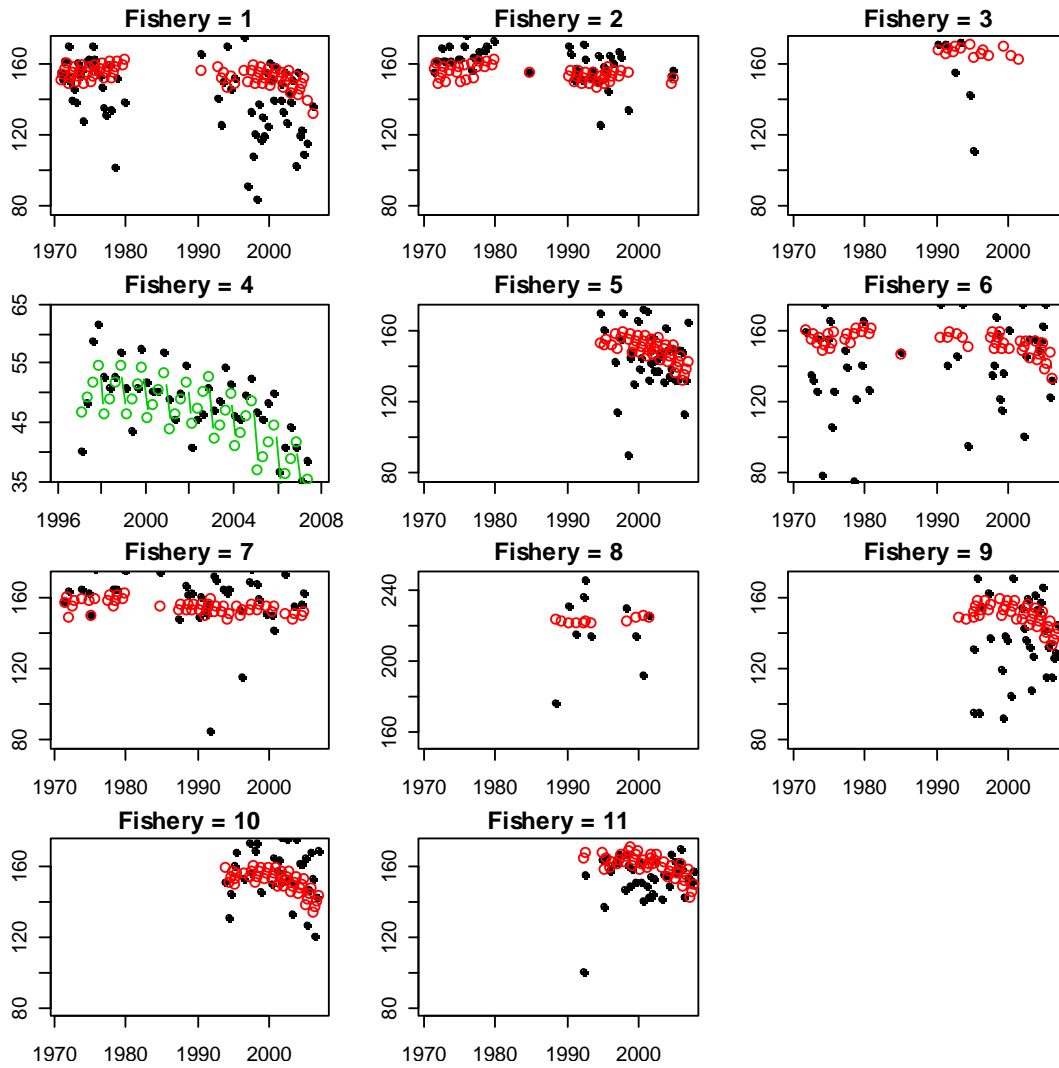 Fishery = 1
Fishery = 2
Fishery = 3
80 120 160
1970 1980 1990 2000
80 120 160
1970 1980 1990 2000
80 120 160
1970 1980 1990 2000
Fishery = 4
Fishery = 5
Fishery = 6
35 45 55 65
1996 2000 2004 2008
80 120 160
1970 1980 1990 2000
80 120 160
1970 1980 1990 2000
Fishery = 7
Fishery = 8
Fishery = 9
80 120 160
1970 1980 1990 2000
160 200 240
1970 1980 1990 2000
80 120 160
1970 1980 1990 2000
Fishery = 10
Fishery = 11
80 120 160
1970 1980 1990 2000
80 120 160
1970 1980 1990 2000